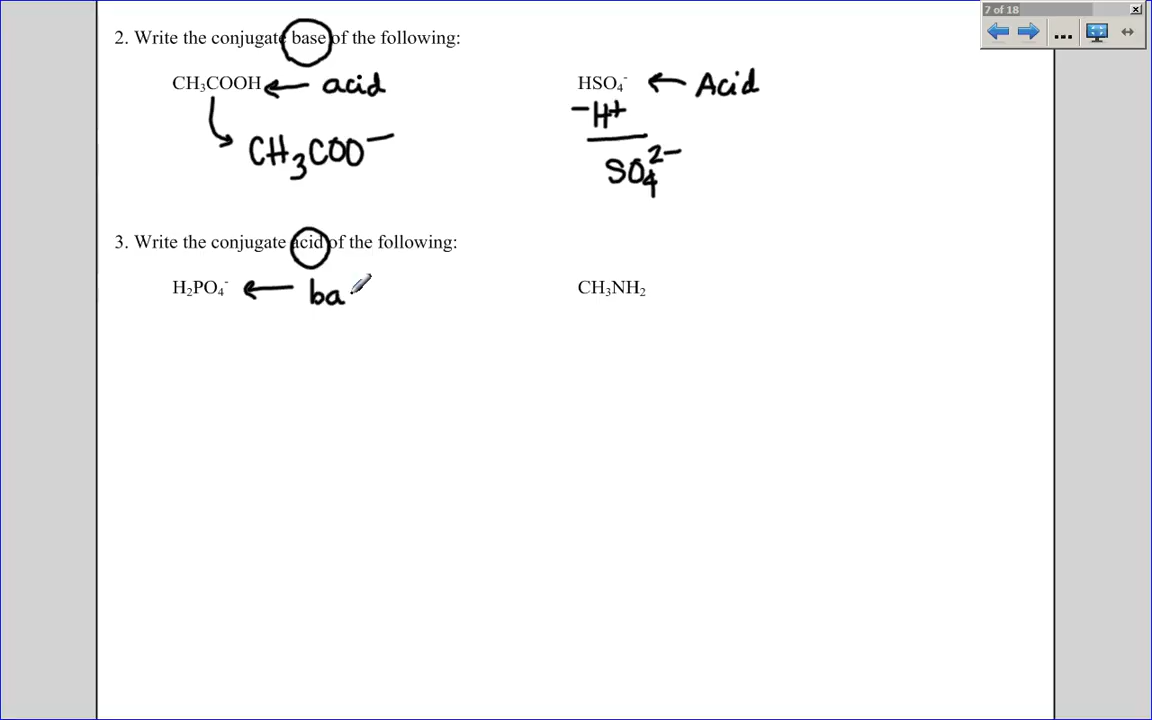 7 of 18
2. Write the conjugate base of the following:
CH₃COOH ← acid
HSO₄⁻ ← Acid
-H+
CH₃COO⁻
SO₄²⁻
3. Write the conjugate acid of the following:
H₂PO₄⁻ ← ba
CH₃NH₂